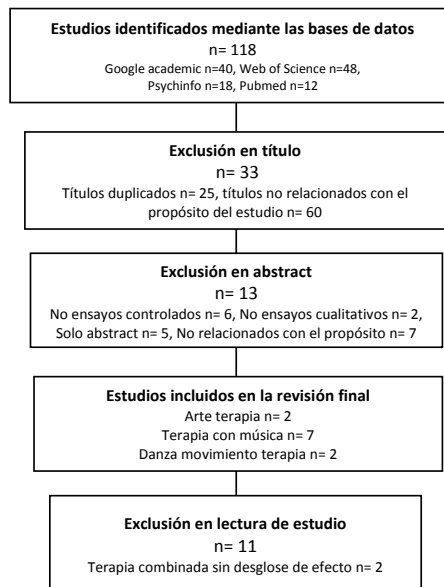 Estudios identificados mediante las bases de datos
n= 118
Google academic n=40, Web of Science n=48,
Psychinfo n=18, Pubmed n=12
Exclusión en título
n= 33
Títulos duplicados n= 25, títulos no relacionados con el
propósito del estudio n= 60
Exclusión en abstract
n= 13
No ensayos controlados n= 6, No ensayos cualitativos n= 2,
Solo abstract n= 5, No relacionados con el propósito n= 7
Estudios incluidos en la revisión final
Arte terapia n= 2
Terapia con música n= 7
Danza movimiento terapia n= 2
Exclusión en lectura de estudio
n= 11
Terapia combinada sin desglose de efecto n= 2